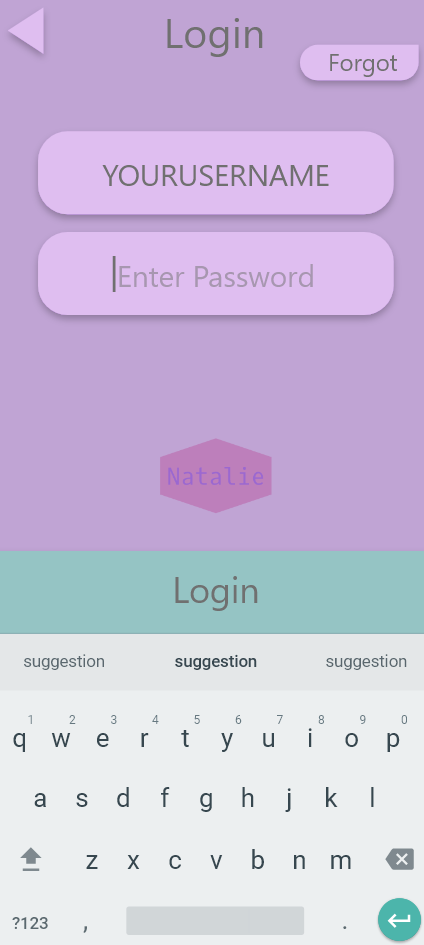 Login
Forgot
YOURUSERNAME
Enter Password
Natalie
Login
suggestion suggestion suggestion
1 2 3 4 5 6 7 8 9 0
q w e r t y u i o p
a s d f g h j k l
z x c v b n m
?123 , .